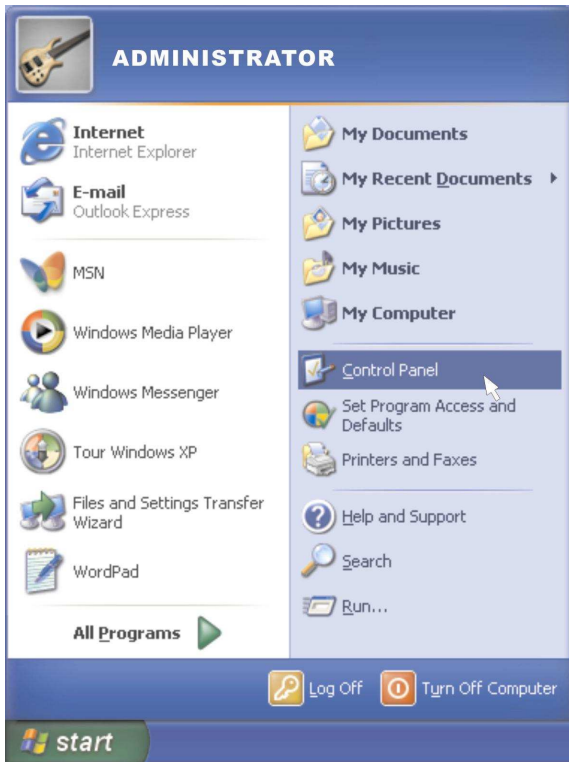 ADMINISTRATOR
Internet
Internet Explorer
E-mail
Outlook Express
MSN
Windows Media Player
Windows Messenger
Tour Windows XP
Files and Settings Transfer
Wizard
WordPad
All Programs
My Documents
My Recent Documents
My Pictures
My Music
My Computer
Control Panel
Set Program Access and
Defaults
Printers and Faxes
Help and Support
Search
Run...
Log Off
Turn Off Computer
start